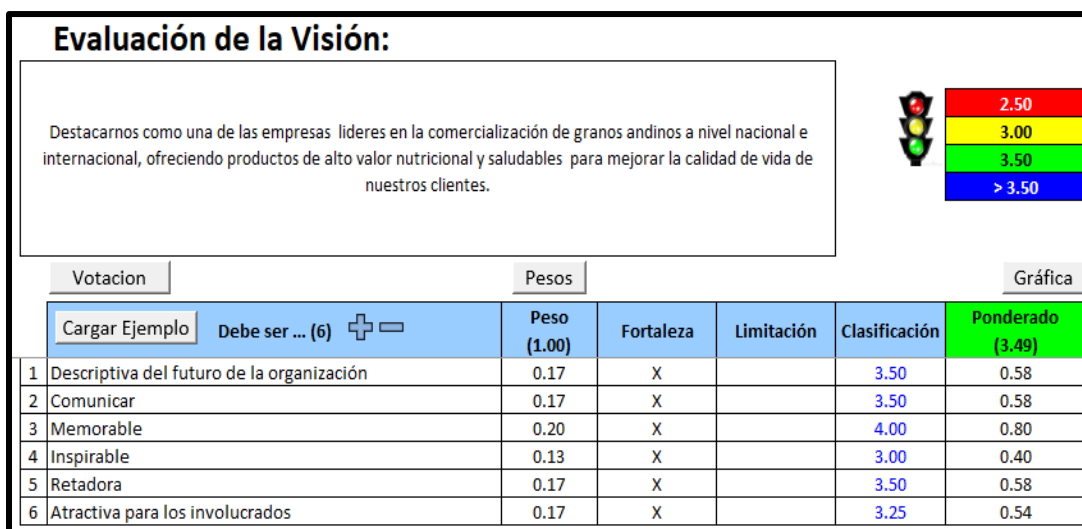 Evaluación de la Visión:
Destacarnos como una de las empresas lideres en la comercialización de granos andinos a nivel nacional e
internacional, ofreciendo productos de alto valor nutricional y saludables para mejorar la calidad de vida de
nuestros clientes.
2.50
3.00
3.50
> 3.50
Votacion Pesos Gráfica
Cargar Ejemplo Debe ser ... (6) Peso (1.00) Fortaleza Limitación Clasificación Ponderado (3.49)
1 Descriptiva del futuro de la organización 0.17 X 3.50 0.58
2 Comunicar 0.17 X 3.50 0.58
3 Memorable 0.20 X 4.00 0.80
4 Inspirable 0.13 X 3.00 0.40
5 Retadora 0.17 X 3.50 0.58
6 Atractiva para los involucrados 0.17 X 3.25 0.54